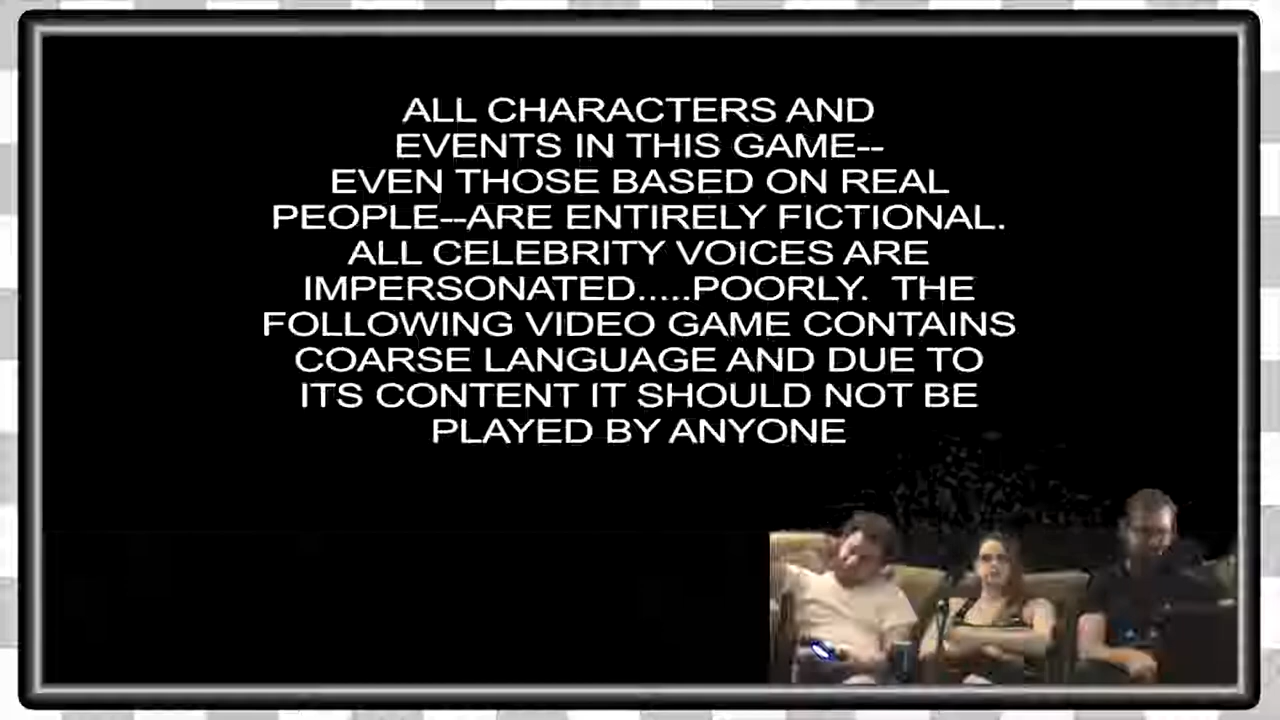 ALL CHARACTERS AND
EVENTS IN THIS GAME--
EVEN THOSE BASED ON REAL
PEOPLE--ARE ENTIRELY FICTIONAL.
ALL CELEBRITY VOICES ARE
IMPERSONATED.....POORLY. THE
FOLLOWING VIDEO GAME CONTAINS
COARSE LANGUAGE AND DUE TO
ITS CONTENT IT SHOULD NOT BE
PLAYED BY ANYONE